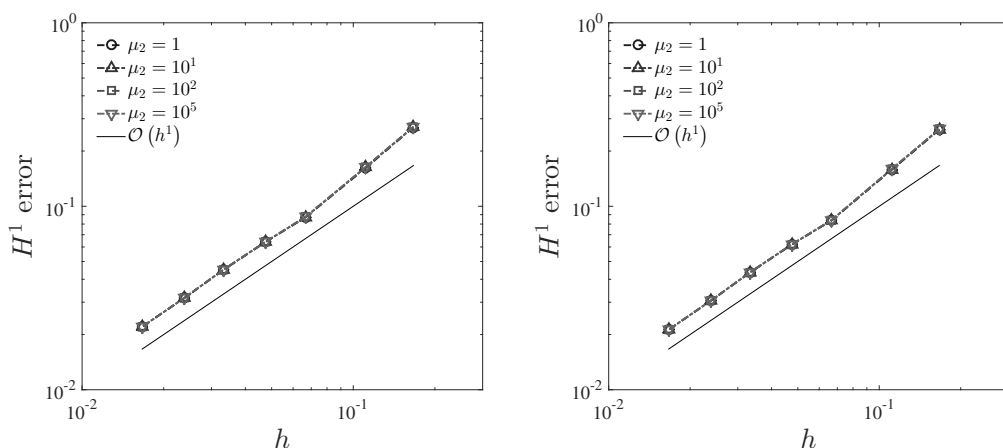 10^0
μ_2 = 1
μ_2 = 10^1
μ_2 = 10^2
μ_2 = 10^5
O (h^1)
H^1 error
10^-1
10^-2
10^-2
10^-1
h
10^0
μ_2 = 1
μ_2 = 10^1
μ_2 = 10^2
μ_2 = 10^5
O (h^1)
H^1 error
10^-1
10^-2
10^-2
10^-1
h